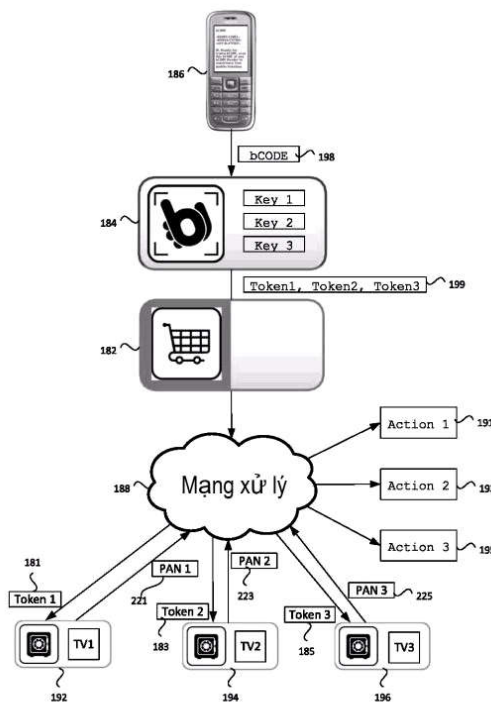 186
bCODE
198
184
Key 1
Key 2
Key 3
Token1, Token2, Token3
199
182
188
Mạng xử lý
Action 1
191
Action 2
Action 3
181
Token 1
PAN 1
221
Token 2
183
PAN 2
223
Token 3
185
PAN 3
225
TV1
192
TV2
194
TV3
196